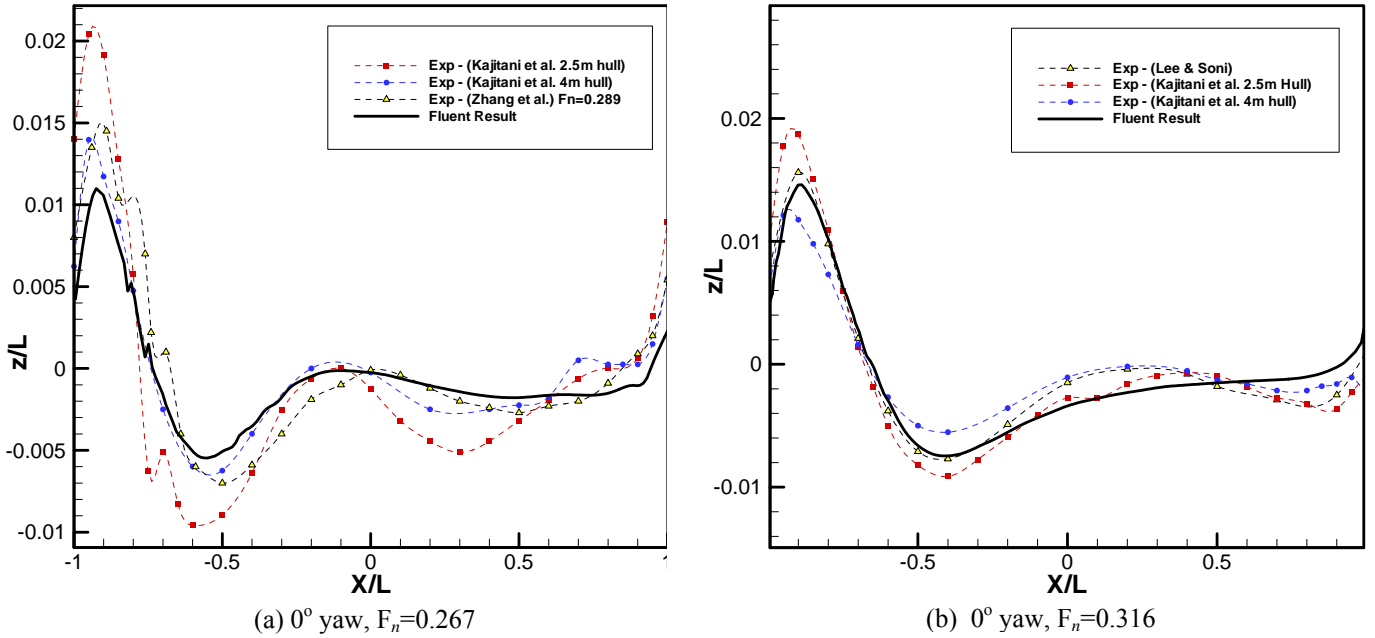 Exp - (Kajitani et al. 2.5m hull)
Exp - (Kajitani et al. 4m hull)
Exp - (Zhang et al.) Fn=0.289
Fluent Result
0.02
0.015
0.01
0.005
0
-0.005
-0.01
z/L
-1
-0.5
0
0.5
1
X/L
(a) 0º yaw, Fn=0.267
Exp - (Lee & Soni)
Exp - (Kajitani et al. 2.5m Hull)
Exp - (Kajitani et al. 4m hull)
Fluent Result
0.02
0.01
0
-0.01
z/L
-0.5
0
0.5
X/L
(b) 0º yaw, Fn=0.316